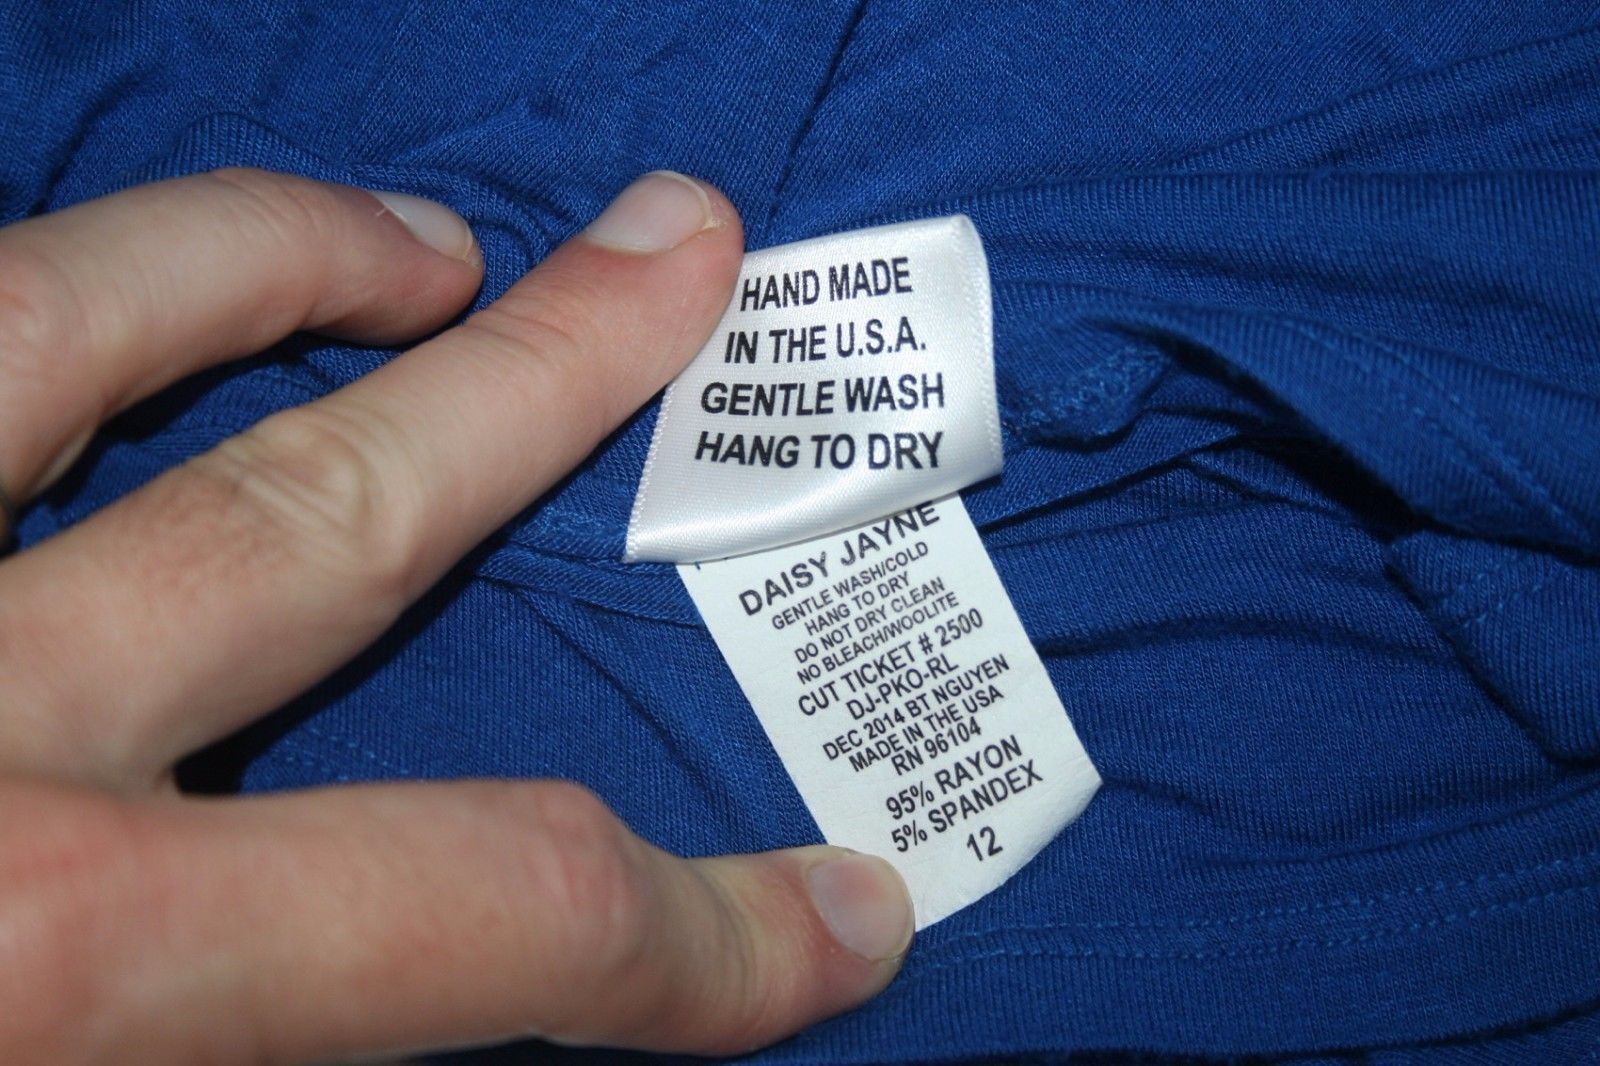 HAND MADE
IN THE U.S.A.
GENTLE WASH
HANG TO DRY
DAISY JAYNE
GENTLE WASH/COLD
HANG TO DRY
DO NOT DRY CLEAN
NO BLEACH/WOOLITE
CUT TICKET # 2500
DJ-PKO-RL
DEC 2014 BT NGUYEN
MADE IN THE USA
RN 96104
95% RAYON
5% SPANDEX
12